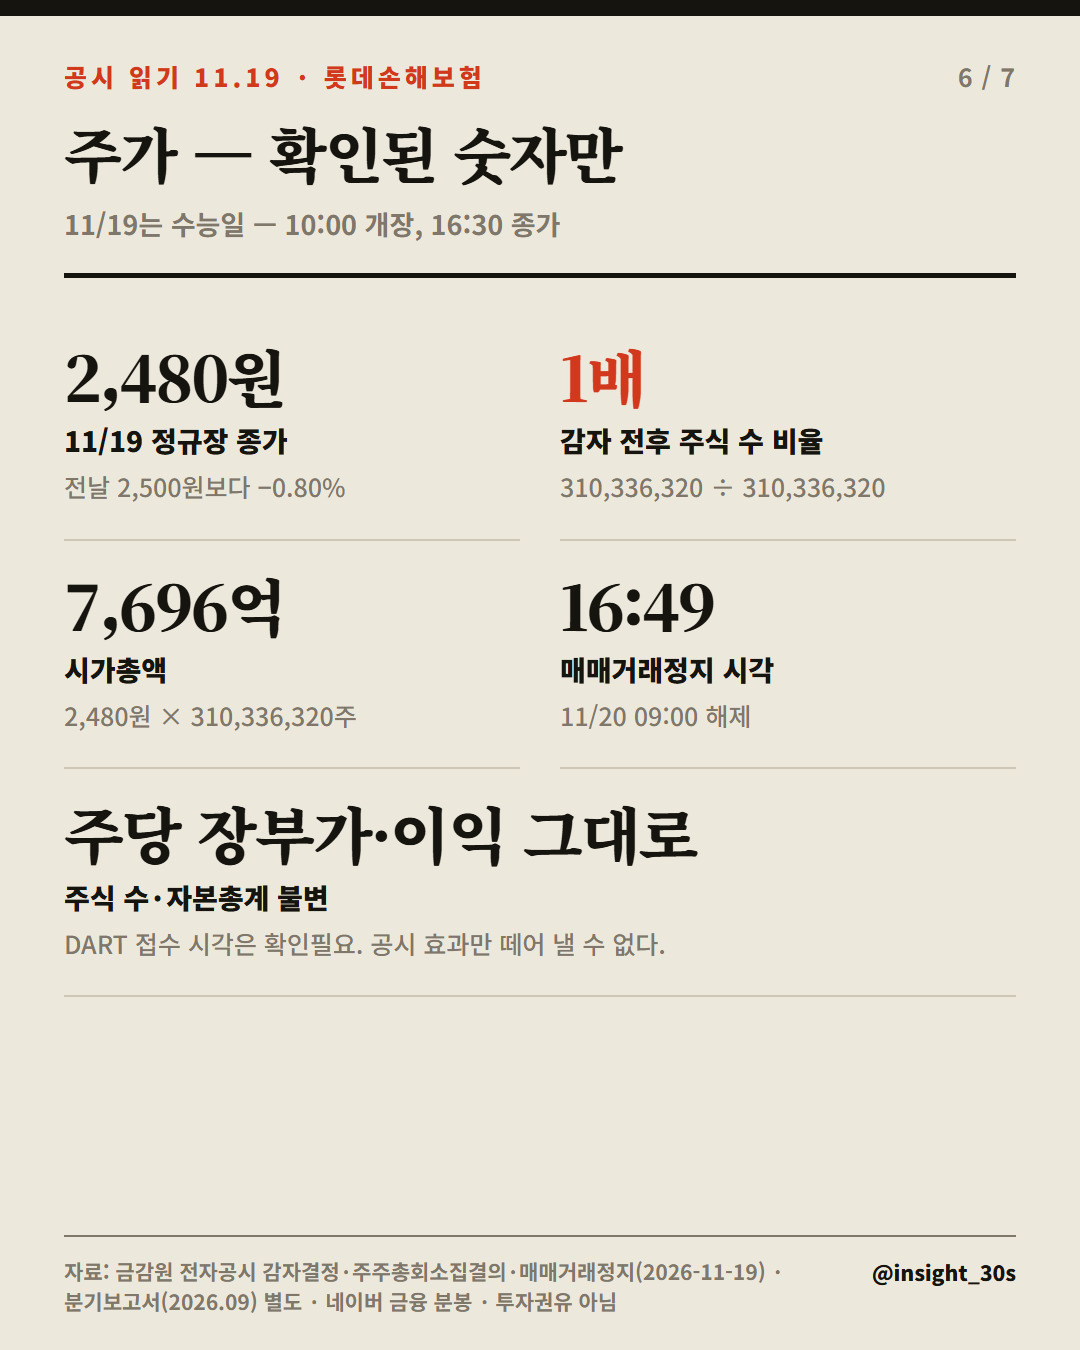 공시 읽기 11.19 · 롯데손해보험
6 / 7
주가 — 확인된 숫자만
11/19는 수능일 — 10:00 개장, 16:30 종가
2,480원
11/19 정규장 종가
전날 2,500원보다 −0.80%
1배
감자 전후 주식 수 비율
310,336,320 ÷ 310,336,320
7,696억
시가총액
2,480원 × 310,336,320주
16:49
매매거래정지 시각
11/20 09:00 해제
주당 장부가·이익 그대로
주식 수·자본총계 불변
DART 접수 시각은 확인필요. 공시 효과만 떼어 낼 수 없다.
자료: 금감원 전자공시 감자결정·주주총회소집결의·매매거래정지(2026-11-19) ·
분기보고서(2026.09) 별도 · 네이버 금융 분봉 · 투자권유 아님
@insight_30s